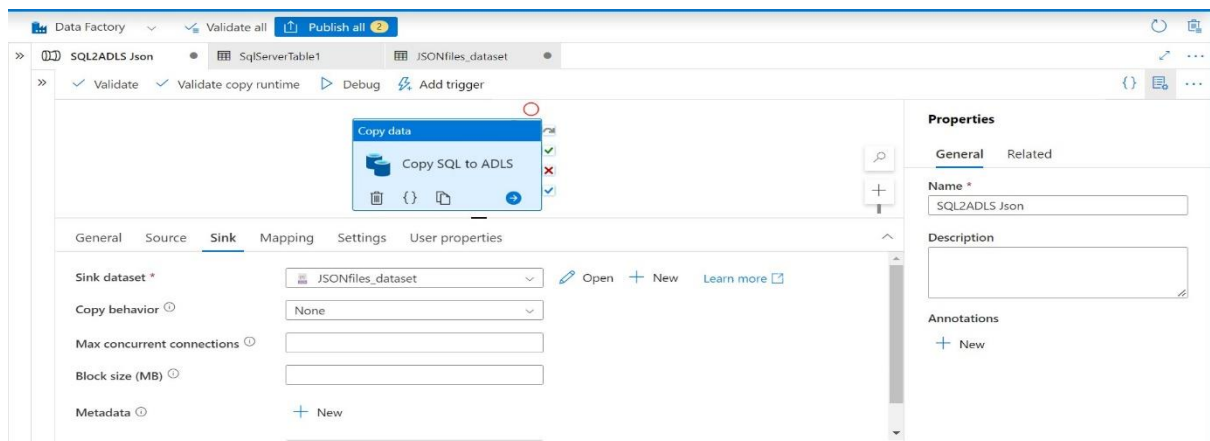 Data Factory Validate all Publish all 2
SQL2ADLS Json SqlServerTable1 JSONfiles_dataset
Validate Validate copy runtime Debug Add trigger
Copy data
Copy SQL to ADLS
General Source Sink Mapping Settings User properties
Sink dataset * JSONfiles_dataset Open New Learn more
Copy behavior None
Max concurrent connections
Block size (MB)
Metadata New
Properties
General Related
Name *
SQL2ADLS Json
Description
Annotations
New